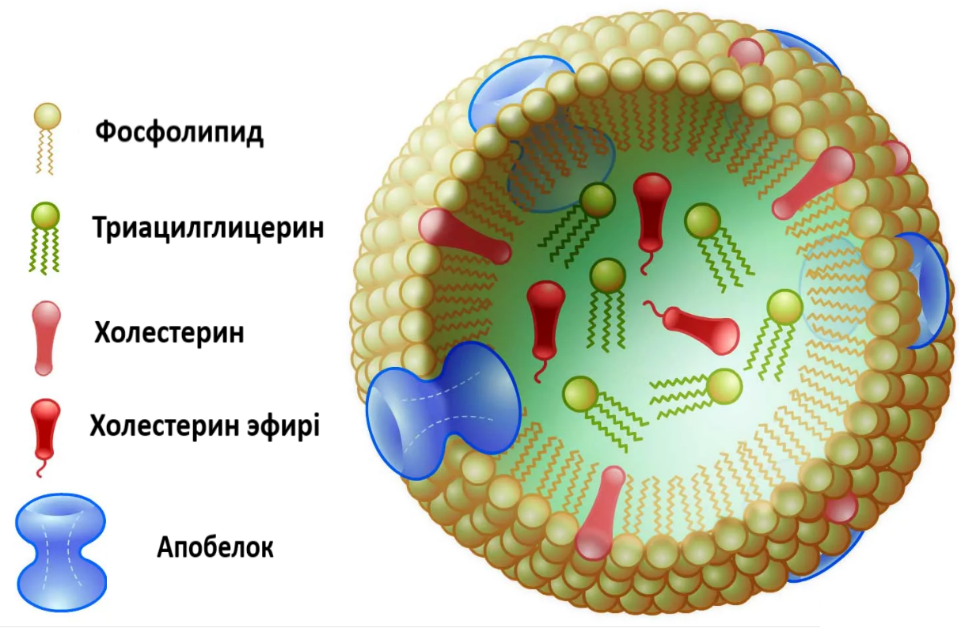 Фосфолипид
Триацилглицерин
Холестерин
Холестерин эфирі
Апобелок